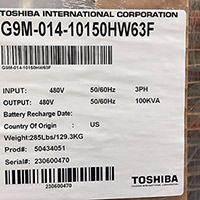 TOSHIBA INTERNATIONAL CORPORATION
G9M-014-10150HW63F
G9M-014-10150HW63F
INPUT: 480V 50/60Hz 3PH
OUTPUT: 480V 50/60Hz 100KVA
Battery Recharge Date:
Country Of Origin : US
Weight:285Lbs/129.3KG
Prod: 50434051
Serial: 230600470
230600470
TOSHIBA